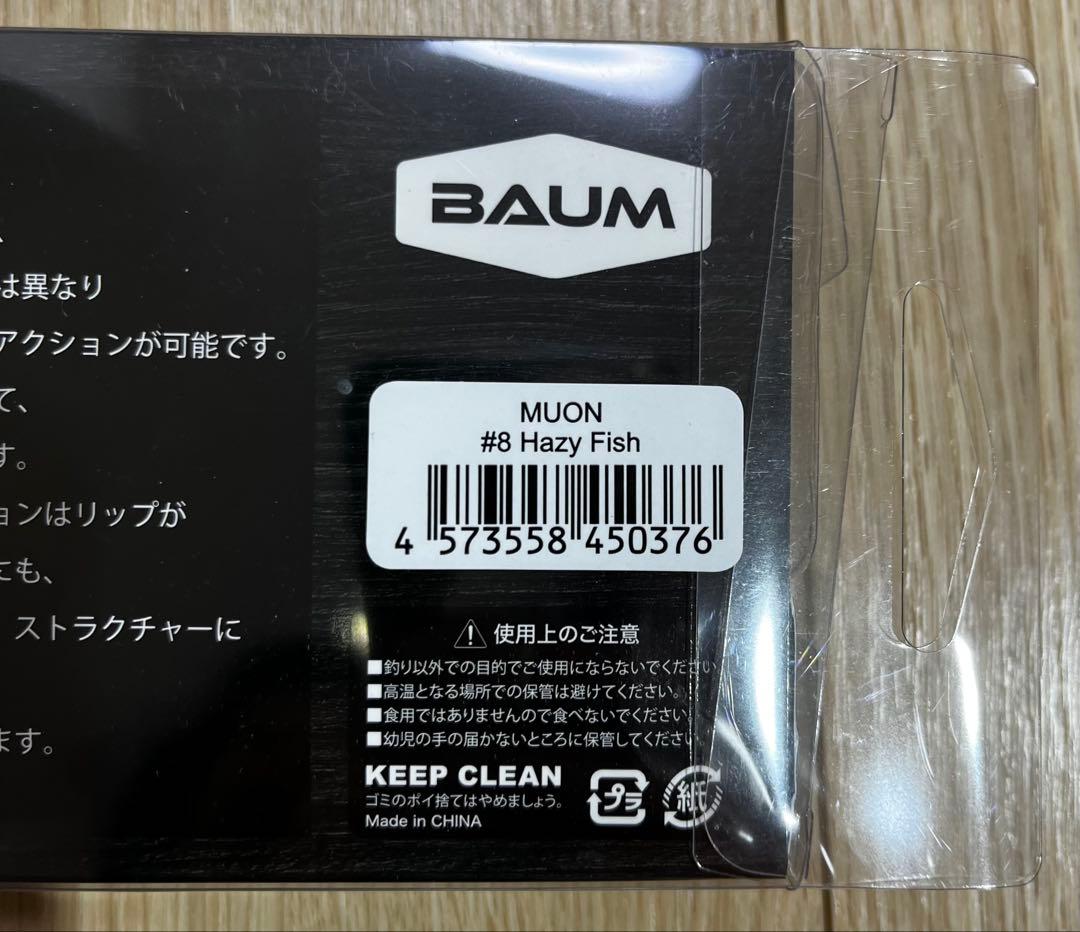 は異なり
アクションが可能です。
て、
す。
ョンはリップが
にも、
ストラクチャーに
ます。
BAUM
MUON
#8 Hazy Fish
4 573558 450376
使用上のご注意
■釣り以外での目的でご使用にならないでください
■高温となる場所での保管は避けてください。
■食用ではありませんので食べないでください。
■幼児の手の届かないところに保管してください
KEEP CLEAN
ゴミのポイ捨てはやめましょう。
Made in CHINA
プラ
紙